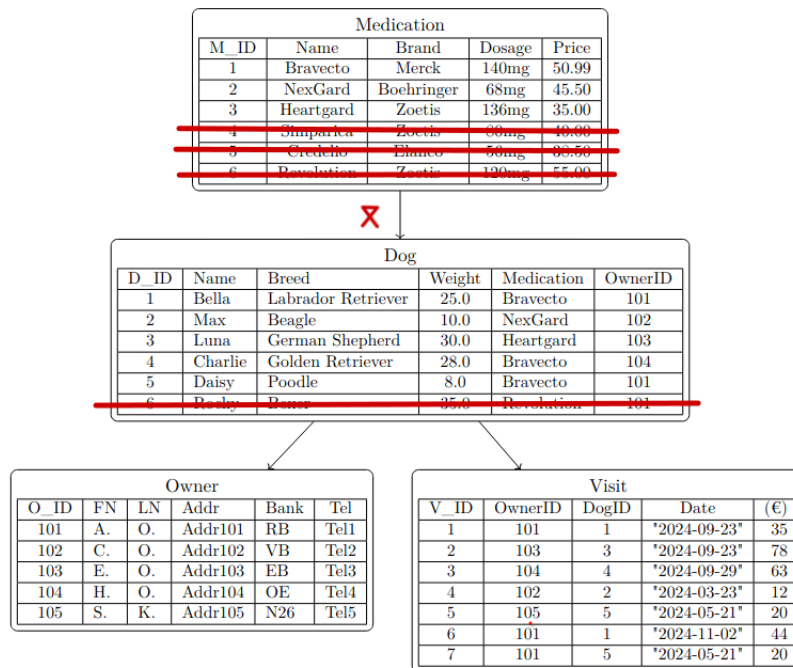 Medication
M_ID Name Brand Dosage Price
1 Bravecto Merck 140mg 50.99
2 NexGard Boehringer 68mg 45.50
3 Heartgard Zoetis 136mg 35.00
4 Simparica Zoetis 40.00
5 Credelio Elanco 56mg 38.50
6 Revolution Zoetis 120mg 55.00
Dog
D_ID Name Breed Weight Medication OwnerID
1 Bella Labrador Retriever 25.0 Bravecto 101
2 Max Beagle 10.0 NexGard 102
3 Luna German Shepherd 30.0 Heartgard 103
4 Charlie Golden Retriever 28.0 Bravecto 104
5 Daisy Poodle 8.0 Bravecto 101
6 Rocky Boxer 35.0 Revolution 101
Owner
O_ID FN LN Addr Bank Tel
101 A. O. Addr101 RB Tel1
102 C. O. Addr102 VB Tel2
103 E. O. Addr103 EB Tel3
104 H. O. Addr104 OE Tel4
105 S. K. Addr105 N26 Tel5
Visit
V_ID OwnerID DogID Date (€)
1 101 1 "2024-09-23" 35
2 103 3 "2024-09-23" 78
3 104 4 "2024-09-29" 63
4 102 2 "2024-03-23" 12
5 105 5 "2024-05-21" 20
6 101 1 "2024-11-02" 44
7 101 5 "2024-05-21" 20